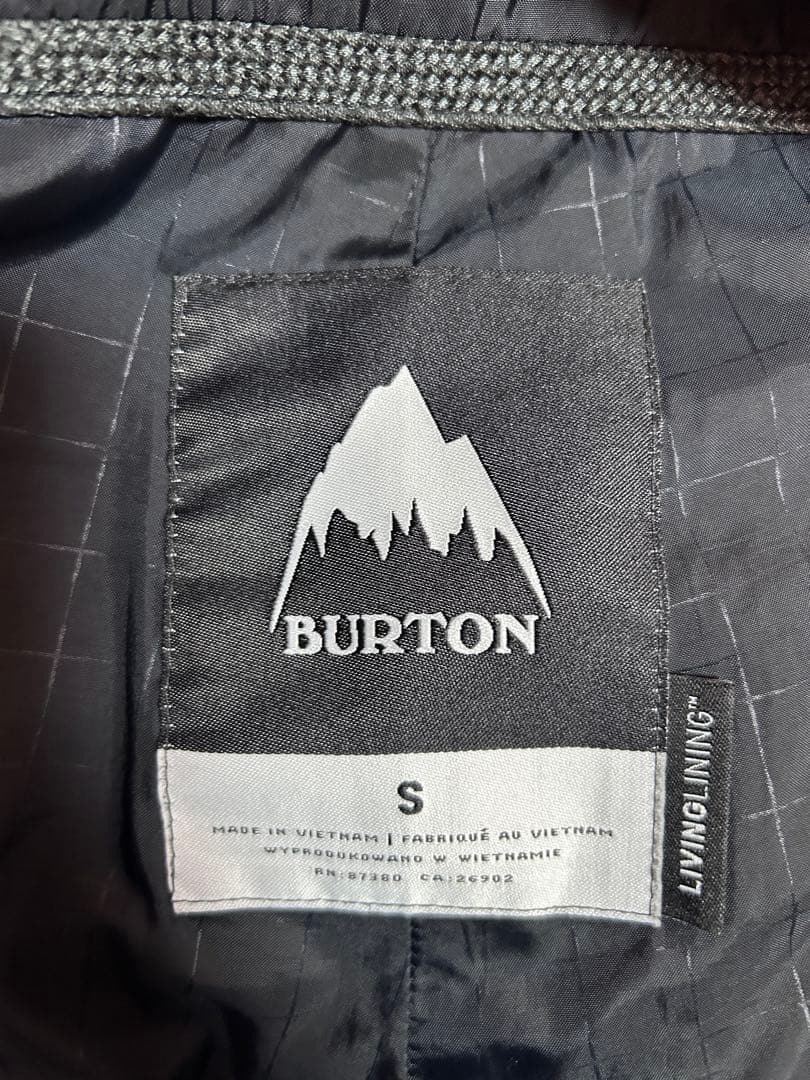 BURTON
S
MADE IN VIETNAM | FABRIQUÉ AU VIETNAM
WYPRODUKOWANO W WIETNAMIE
RN:87380 CA:26902
LIVINGLINING™